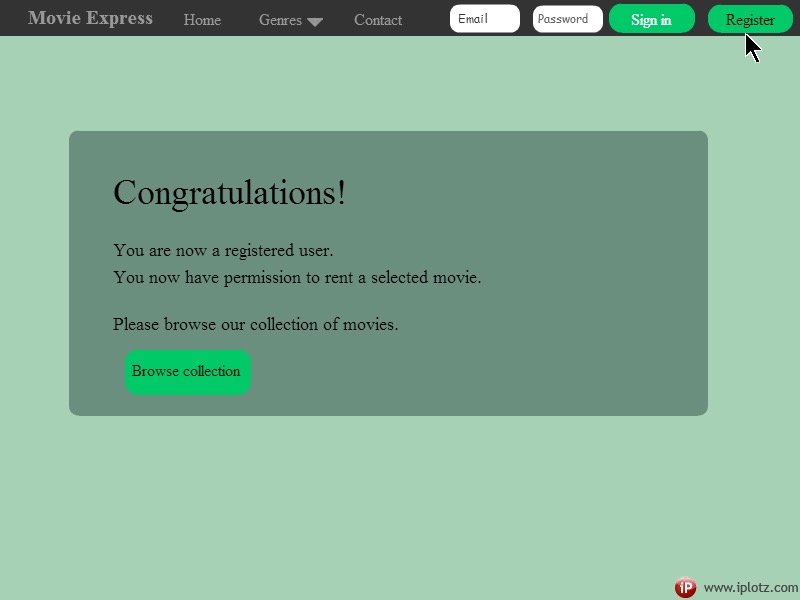 Movie Express Home Genres Contact Email Password Sign in Register
Congratulations!
You are now a registered user.
You now have permission to rent a selected movie.
Please browse our collection of movies.
Browse collection
iP www.iplotz.com